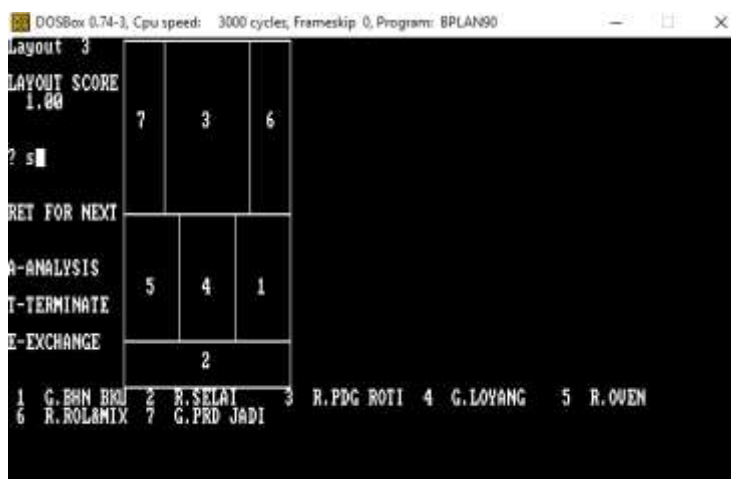 DOSBox 0.74-3, Cpu speed: 3000 cycles, Frameskip 0, Program: BPLAN90
Layout 3
LAYOUT SCORE
1.00
7 3 6
? s
RET FOR NEXT
A-ANALYSIS
5 4 1
T-TERMINATE
E-EXCHANGE
2
1 G.BHN BKU 2 R.SELAI 3 R.PDG ROTI 4 G.LOYANG 5 R.OVEN
6 R.ROL&MIX 7 G.PRD JADI